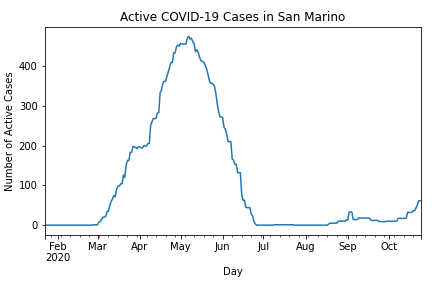 Active COVID-19 Cases in San Marino
Number of Active Cases
400
300
200
100
0
Feb Mar Apr May Jun Jul Aug Sep Oct
2020
Day